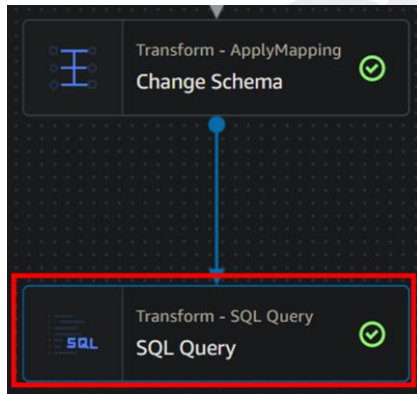 Transform - ApplyMapping
Change Schema
Transform - SQL Query
SQL
SQL Query